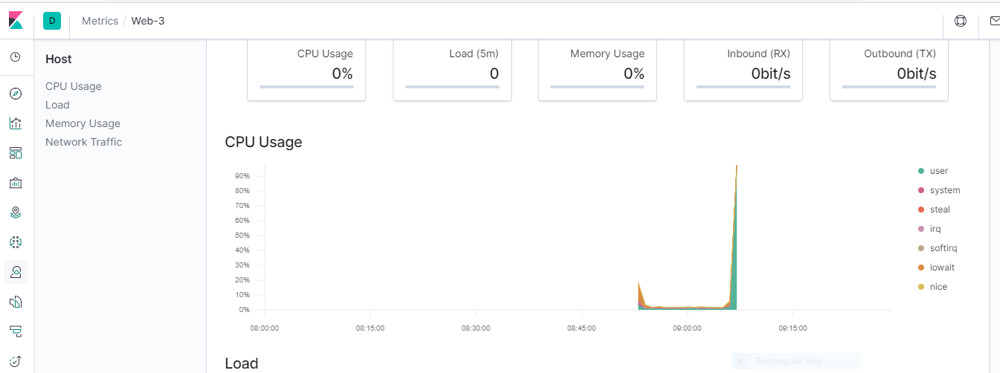 D Metrics / Web-3
Host
CPU Usage
Load
Memory Usage
Network Traffic
CPU Usage
0%
Load (5m)
0
Memory Usage
0%
Inbound (RX)
0bit/s
Outbound (TX)
0bit/s
CPU Usage
90%
80%
70%
60%
50%
40%
30%
20%
10%
0%
08:00:00 08:15:00 08:30:00 08:45:00 09:00:00 09:15:00
user
system
steal
irq
softirq
iowait
nice
Load
Rectangular Snip